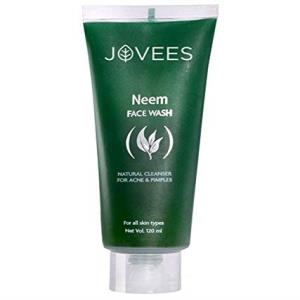 JOVEES
Neem
FACE WASH
NATURAL CLEANSER
FOR ACNE & PIMPLES
For all skin types
Net Vol. 120 ml